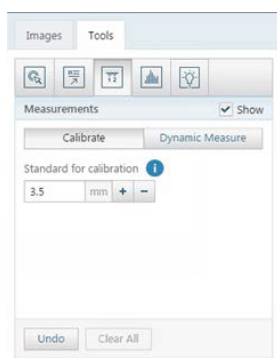 Images Tools
Measurements Show
Calibrate Dynamic Measure
Standard for calibration i
3.5 mm + -
Undo Clear All